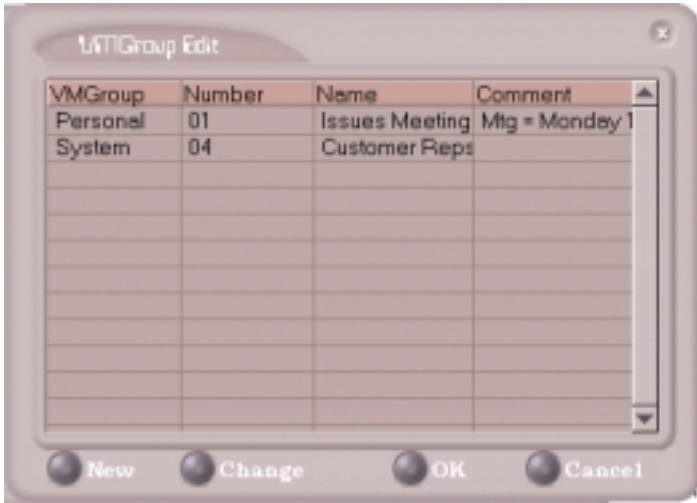 VMGroup Edit
VMGroup Number Name Comment
Personal 01 Issues Meeting Mtg = Monday 1
System 04 Customer Reps
New Change OK Cancel